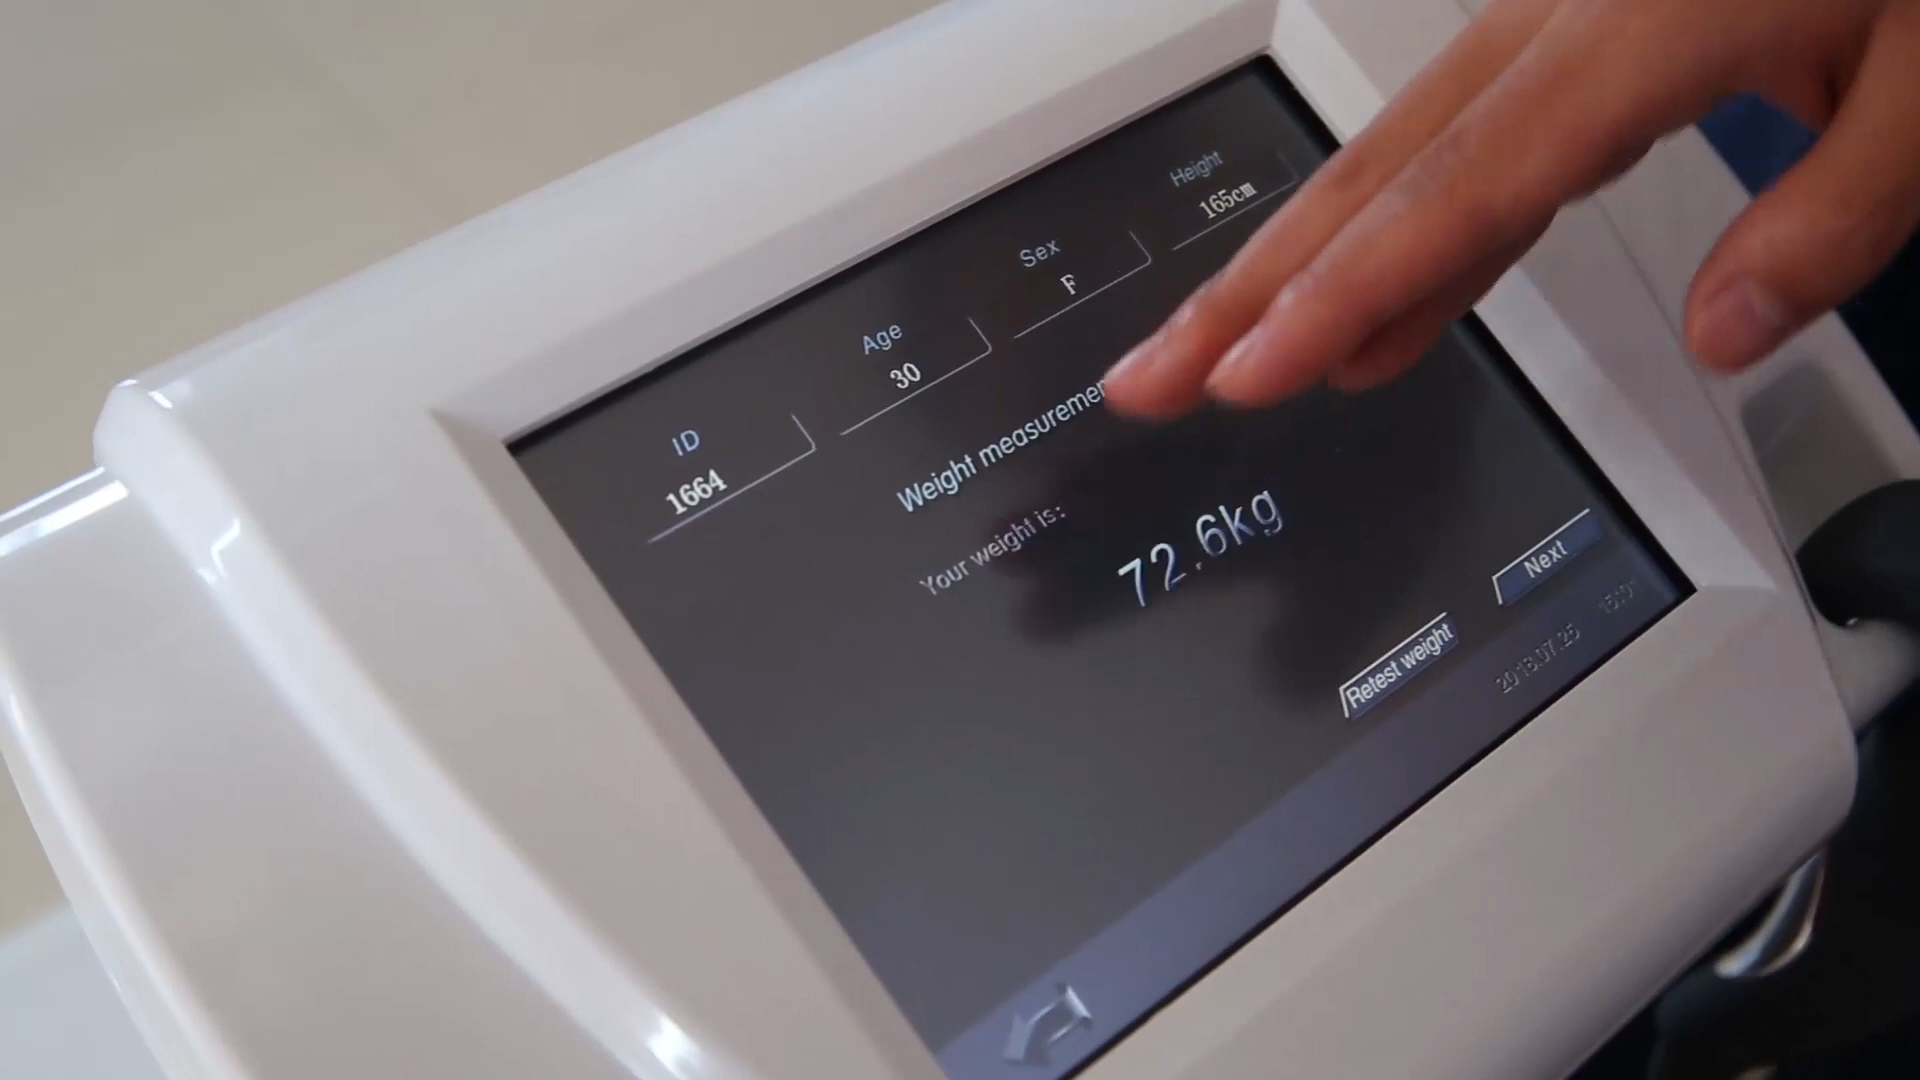 ID
1664
Age
30
Sex
F
Height
165cm
Weight measuremen
Your weight is:
72.6kg
Retest weight
Next